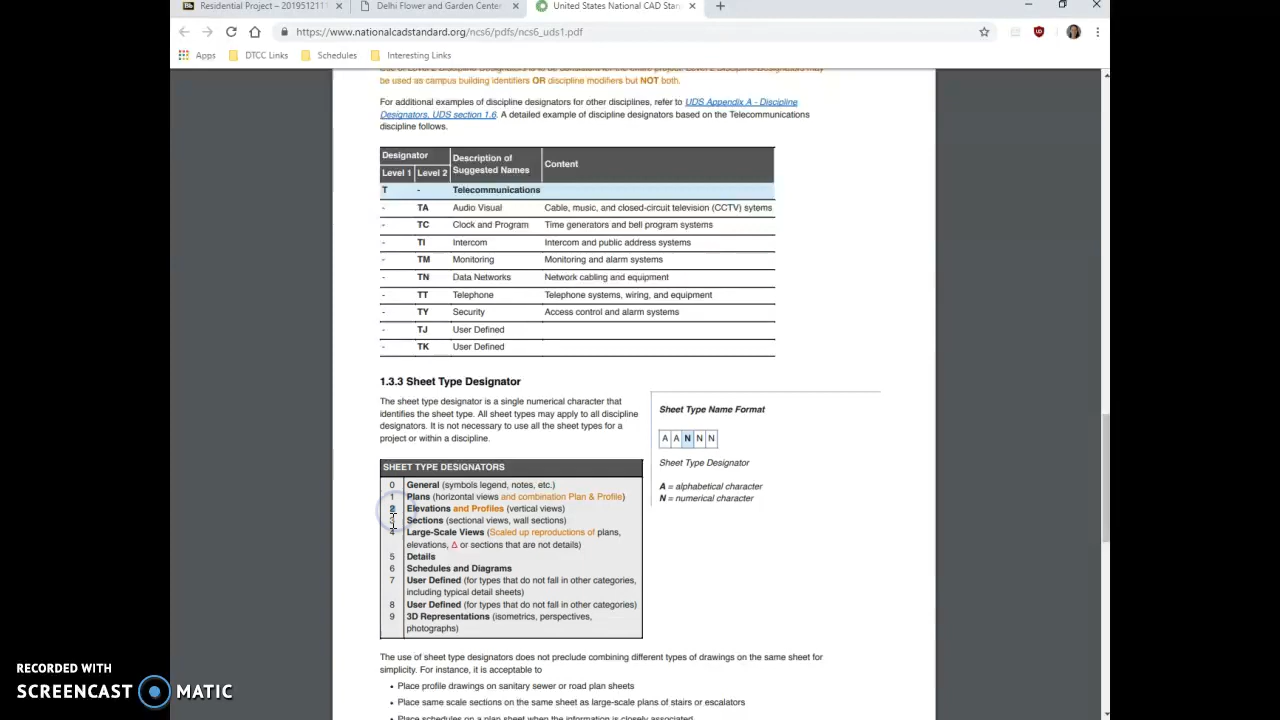 Residential Project – 2019512111
Delhi Flower and Garden Center
United States National CAD Stan
https://www.nationalcadstandard.org/ncs6/pdfs/ncs6_uds1.pdf
Apps
DTCC Links
Schedules
Interesting Links
be used as campus building identifiers OR discipline modifiers but NOT both.
For additional examples of discipline designators for other disciplines, refer to UDS Appendix A - Discipline
Designators, UDS section 1.6. A detailed example of discipline designators based on the Telecommunications
discipline follows.
Designator
Description of Suggested Names
Content
Level 1 Level 2
T - Telecommunications
- TA Audio Visual Cable, music, and closed-circuit television (CCTV) sytems
- TC Clock and Program Time generators and bell program systems
- TI Intercom Intercom and public address systems
- TM Monitoring Monitoring and alarm systems
- TN Data Networks Network cabling and equipment
- TT Telephone Telephone systems, wiring, and equipment
- TY Security Access control and alarm systems
- TJ User Defined
- TK User Defined
1.3.3 Sheet Type Designator
The sheet type designator is a single numerical character that
identifies the sheet type. All sheet types may apply to all discipline
designators. It is not necessary to use all the sheet types for a
project or within a discipline.
Sheet Type Name Format
A A N N N
Sheet Type Designator
A = alphabetical character
N = numerical character
SHEET TYPE DESIGNATORS
0 General (symbols legend, notes, etc.)
1 Plans (horizontal views and combination Plan & Profile)
2 Elevations and Profiles (vertical views)
3 Sections (sectional views, wall sections)
4 Large-Scale Views (Scaled up reproductions of plans,
elevations, Δ or sections that are not details)
5 Details
6 Schedules and Diagrams
7 User Defined (for types that do not fall in other categories,
including typical detail sheets)
8 User Defined (for types that do not fall in other categories)
9 3D Representations (isometrics, perspectives,
photographs)
The use of sheet type designators does not preclude combining different types of drawings on the same sheet for
simplicity. For instance, it is acceptable to
• Place profile drawings on sanitary sewer or road plan sheets
• Place same scale sections on the same sheet as large-scale plans of stairs or escalators
• Place schedules on a plan sheet when the information is closely associated
RECORDED WITH
SCREENCAST MATIC